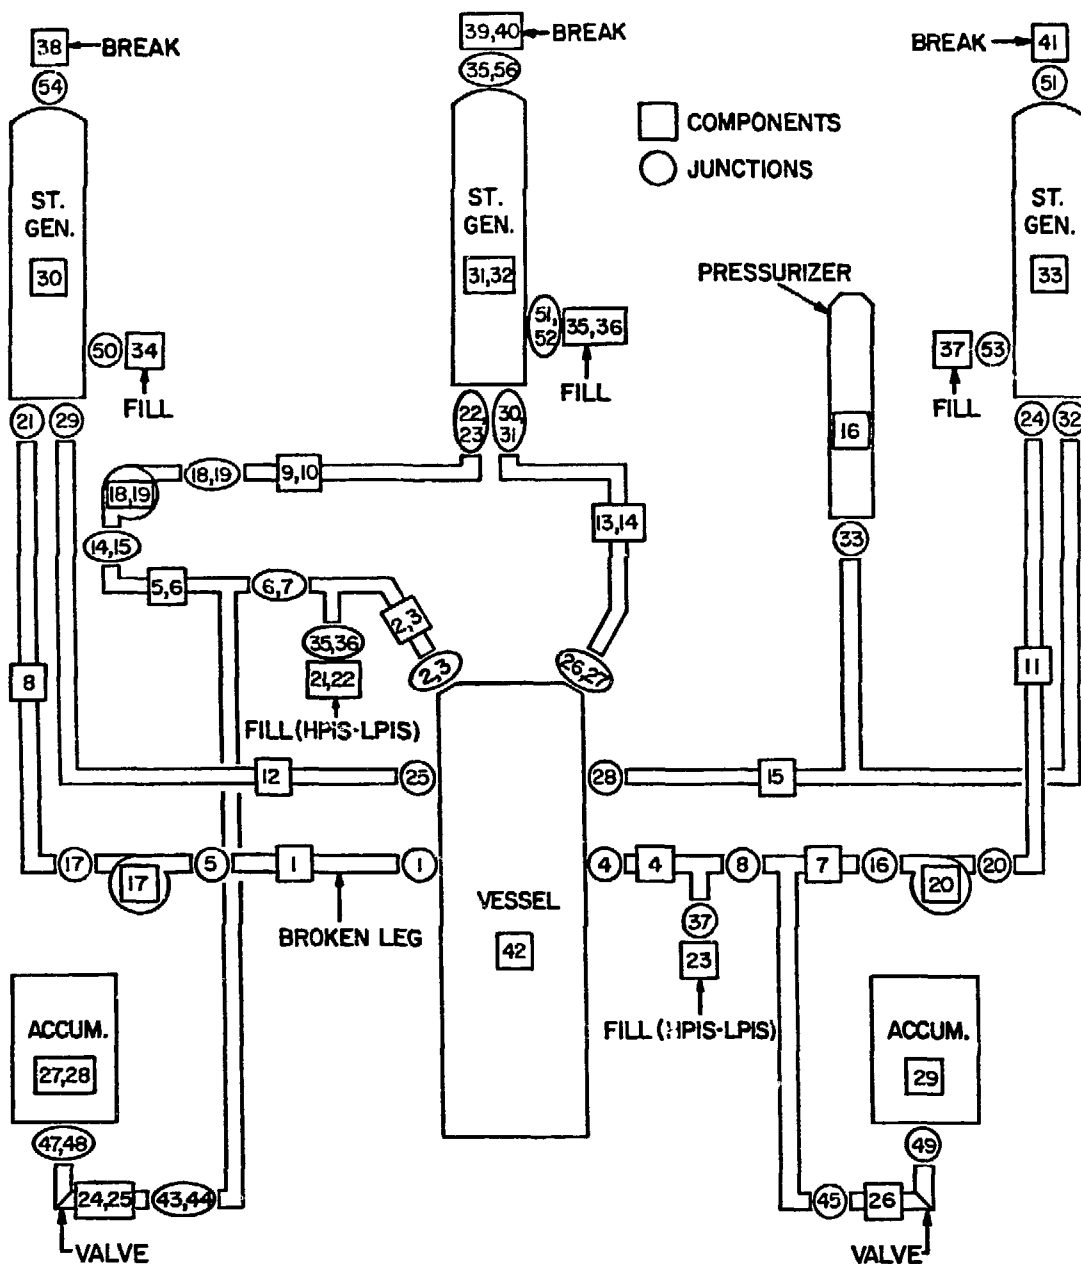 38
BREAK
39,40
BREAK
BREAK
41
54
35,56
51
COMPONENTS
JUNCTIONS
ST.
GEN.
30
ST.
GEN.
31,32
ST.
GEN.
33
PRESSURIZER
50
34
FILL
51,
52
35,36
FILL
37
53
FILL
21
29
22,
23
30,
31
16
24
32
18,19
18,19
9,10
13,14
33
14,15
5,6
6,7
2,3
35,36
21,22
FILL (HPIS-LPIS)
2,3
26,27
8
11
12
25
28
15
17
17
5
1
1
BROKEN LEG
4
4
8
7
16
20
20
VESSEL
42
37
23
FILL (HPIS-LPIS)
ACCUM.
27,28
ACCUM.
29
47,48
49
24,25
43,44
VALVE
45
26
VALVE